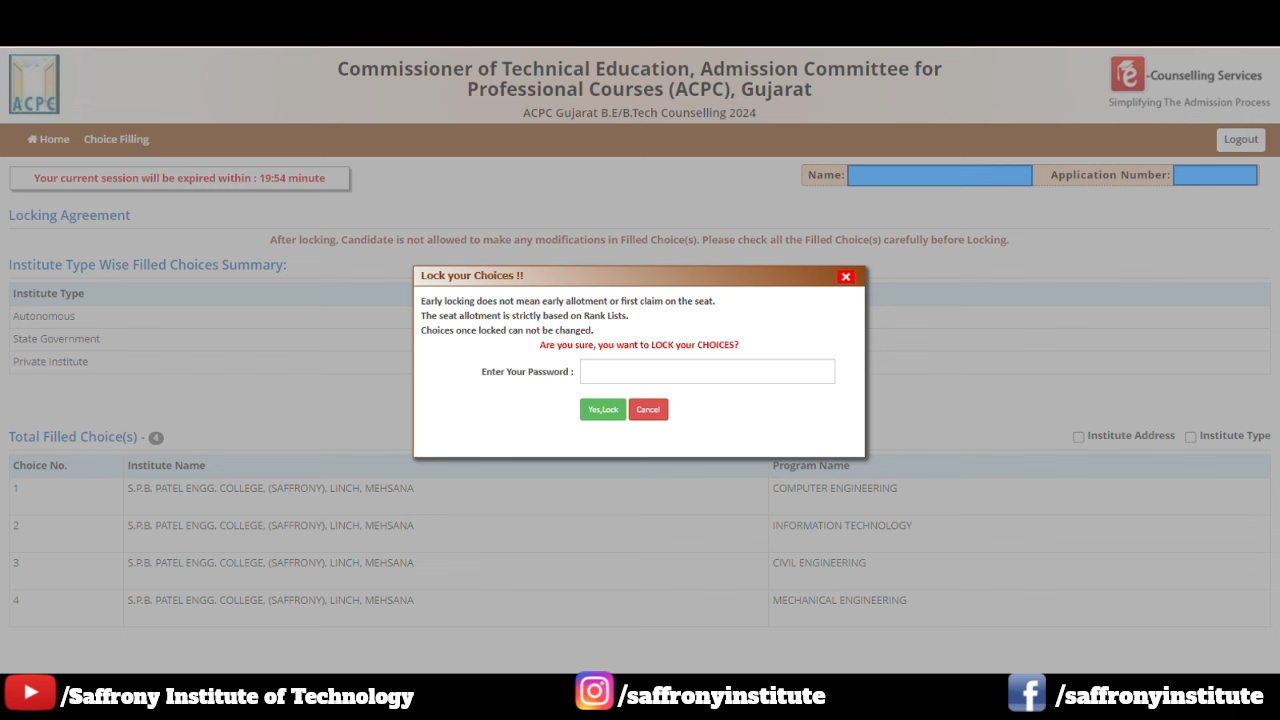 ACPC
Commissioner of Technical Education, Admission Committee for
Professional Courses (ACPC), Gujarat
ACPC Gujarat B.E/B.Tech Counselling 2024
e-Counselling Services
Simplifying The Admission Process
Home Choice Filling Logout
Your current session will be expired within : 19:54 minute
Name: Application Number:
Locking Agreement
After locking, Candidate is not allowed to make any modifications in Filled Choice(s). Please check all the Filled Choice(s) carefully before Locking.
Institute Type Wise Filled Choices Summary:
Institute Type
Autonomous
State Government
Private Institute
Lock your Choices !!
Early locking does not mean early allotment or first claim on the seat.
The seat allotment is strictly based on Rank Lists.
Choices once locked can not be changed.
Are you sure, you want to LOCK your CHOICES?
Enter Your Password :
Yes,Lock Cancel
Total Filled Choice(s) - 4 Institute Address Institute Type
Choice No. Institute Name Program Name
1 S.P.B. PATEL ENGG. COLLEGE, (SAFFRONY), LINCH, MEHSANA COMPUTER ENGINEERING
2 S.P.B. PATEL ENGG. COLLEGE, (SAFFRONY), LINCH, MEHSANA INFORMATION TECHNOLOGY
3 S.P.B. PATEL ENGG. COLLEGE, (SAFFRONY), LINCH, MEHSANA CIVIL ENGINEERING
4 S.P.B. PATEL ENGG. COLLEGE, (SAFFRONY), LINCH, MEHSANA MECHANICAL ENGINEERING
/Saffrony Institute of Technology /saffronyinstitute /saffronyinstitute